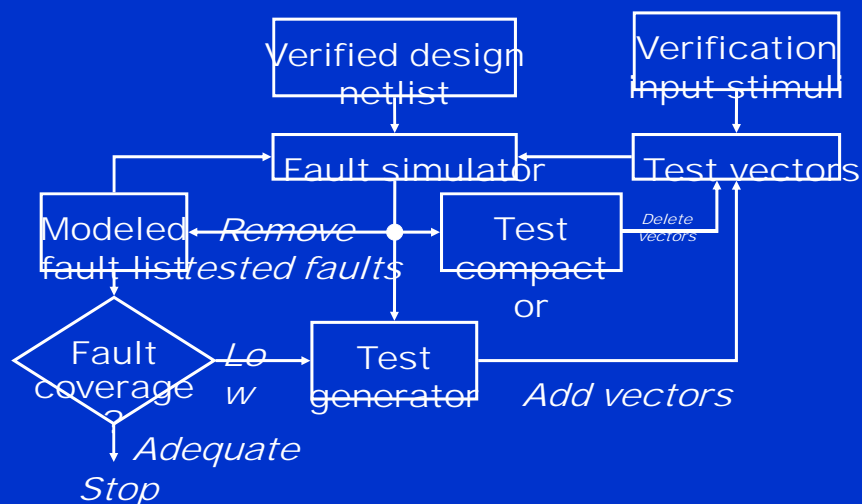 Verified design
netlist
Verification
input stimuli
Fault simulator
Test vectors
Modeled
fault list
Remove
tested faults
Test
compact
or
Delete
vectors
Fault
coverage
?
Lo
w
Test
generator
Add vectors
Adequate
Stop